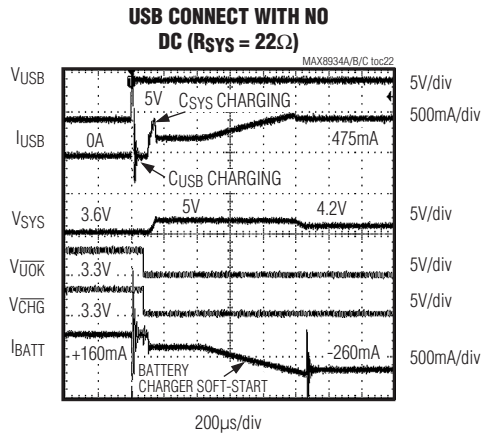 USB CONNECT WITH NO
DC (RSYS = 22Ω)
MAX8934A/B/C toc22
VUSB
5V/div
5V
CSYS CHARGING
500mA/div
IUSB
0A
475mA
CUSB CHARGING
VSYS
3.6V
5V
4.2V
5V/div
VUOK
3.3V
5V/div
VCHG
3.3V
5V/div
IBATT
+160mA
BATTERY
CHARGER SOFT-START
-260mA
500mA/div
200µs/div